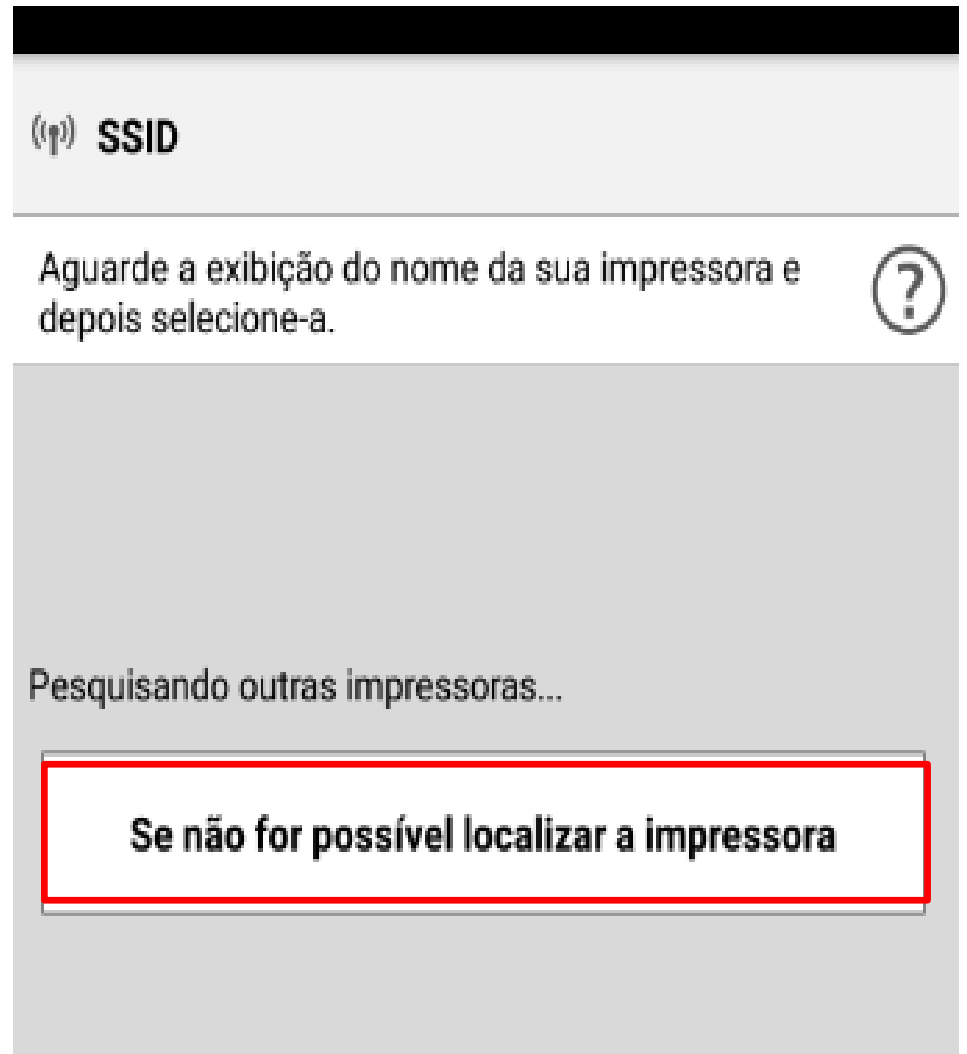 SSID
Aguarde a exibição do nome da sua impressora e
depois selecione-a.
?
Pesquisando outras impressoras...
Se não for possível localizar a impressora